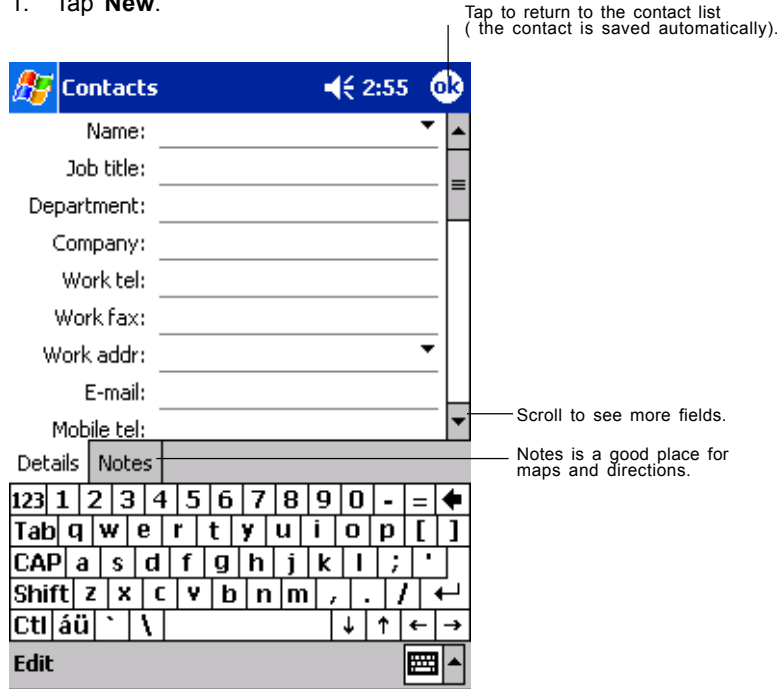 1. Tap New.
Tap to return to the contact list
( the contact is saved automatically).
Contacts 2:55 ok
Name:
Job title:
Department:
Company:
Work tel:
Work fax:
Work addr:
E-mail:
Mobile tel:
Scroll to see more fields.
Details Notes
Notes is a good place for
maps and directions.
123 1 2 3 4 5 6 7 8 9 0 - = 🡄
Tab q w e r t y u i o p [ ]
CAP a s d f g h j k l ; '
Shift z x c v b n m , . / ↵
Ctl áü ` \ ↓ ↑ ← →
Edit